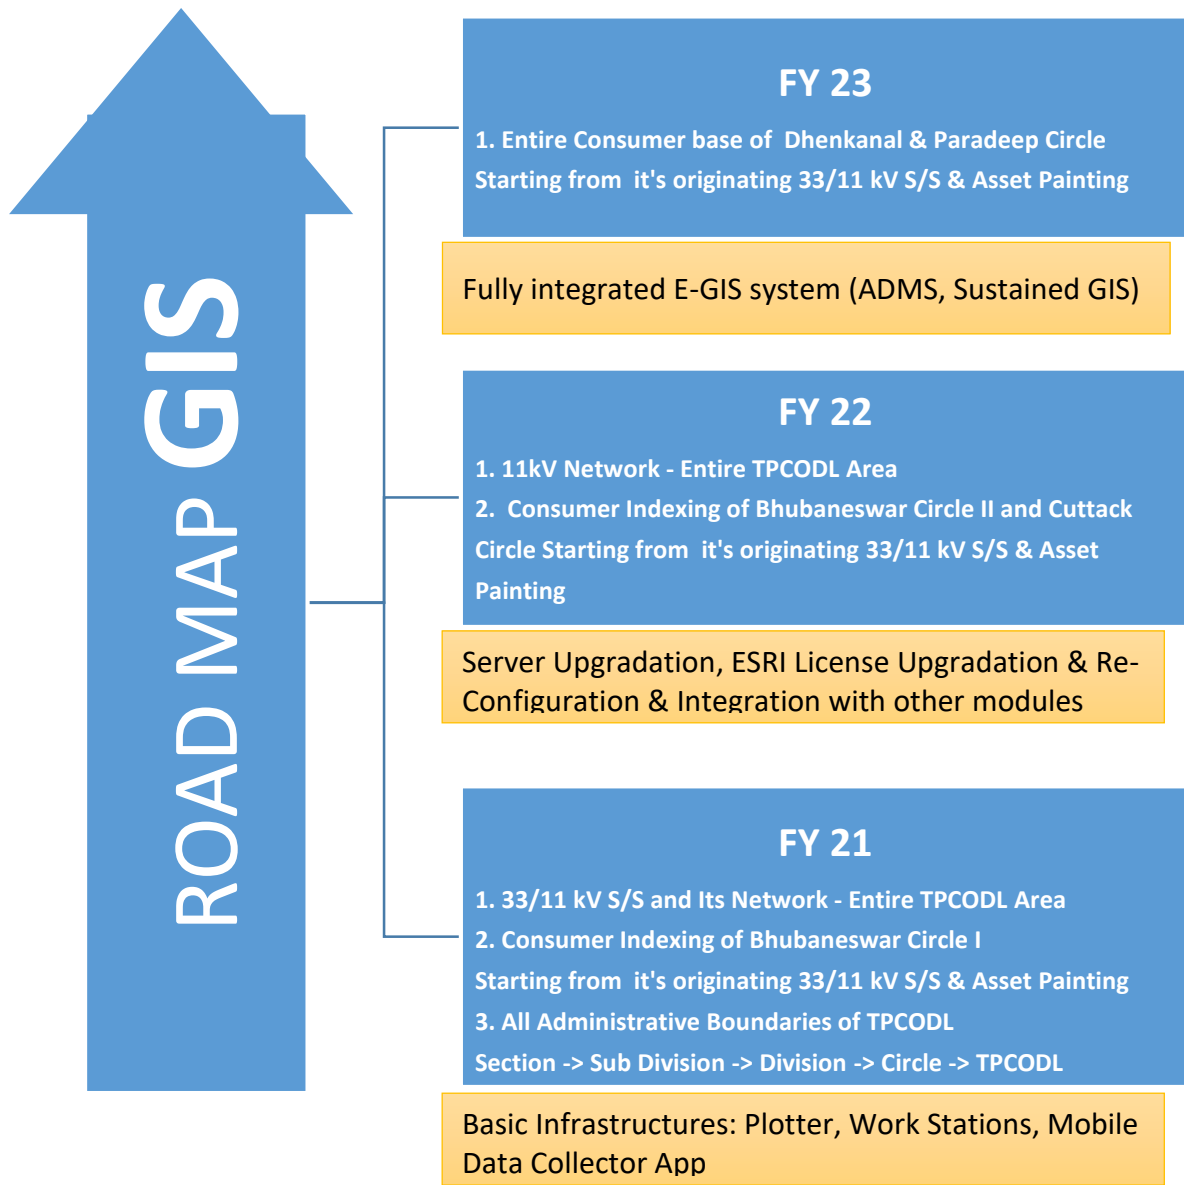 ROAD MAP GIS
FY 23
1. Entire Consumer base of Dhenkanal & Paradeep Circle
Starting from it's originating 33/11 kV S/S & Asset Painting
Fully integrated E-GIS system (ADMS, Sustained GIS)
FY 22
1. 11kV Network - Entire TPCODL Area
2. Consumer Indexing of Bhubaneswar Circle II and Cuttack
Circle Starting from it's originating 33/11 kV S/S & Asset
Painting
Server Upgradation, ESRI License Upgradation & Re-
Configuration & Integration with other modules
FY 21
1. 33/11 kV S/S and Its Network - Entire TPCODL Area
2. Consumer Indexing of Bhubaneswar Circle I
Starting from it's originating 33/11 kV S/S & Asset Painting
3. All Administrative Boundaries of TPCODL
Section -> Sub Division -> Division -> Circle -> TPCODL
Basic Infrastructures: Plotter, Work Stations, Mobile
Data Collector App